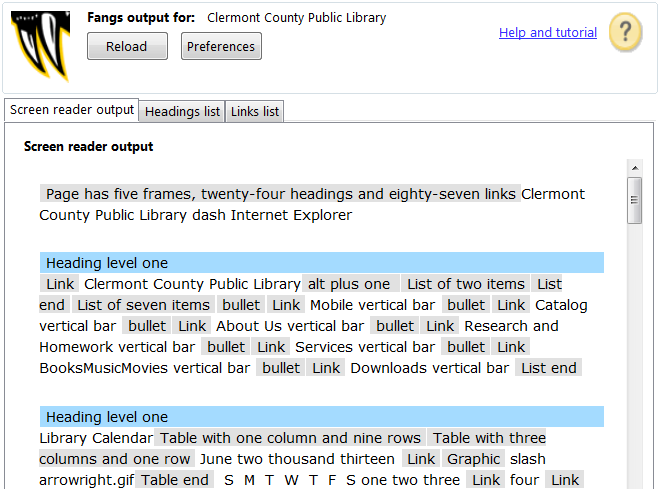 Fangs output for: Clermont County Public Library
Reload Preferences
Help and tutorial
?
Screen reader output Headings list Links list
Screen reader output
Page has five frames, twenty-four headings and eighty-seven links Clermont
County Public Library dash Internet Explorer
Heading level one
Link Clermont County Public Library alt plus one List of two items List
end List of seven items bullet Link Mobile vertical bar bullet Link Catalog
vertical bar bullet Link About Us vertical bar bullet Link Research and
Homework vertical bar bullet Link Services vertical bar bullet Link
BooksMusicMovies vertical bar bullet Link Downloads vertical bar List end
Heading level one
Library Calendar Table with one column and nine rows Table with three
columns and one row June two thousand thirteen Link Graphic slash
arrowright.gif Table end S M T W T F S one two three Link four Link